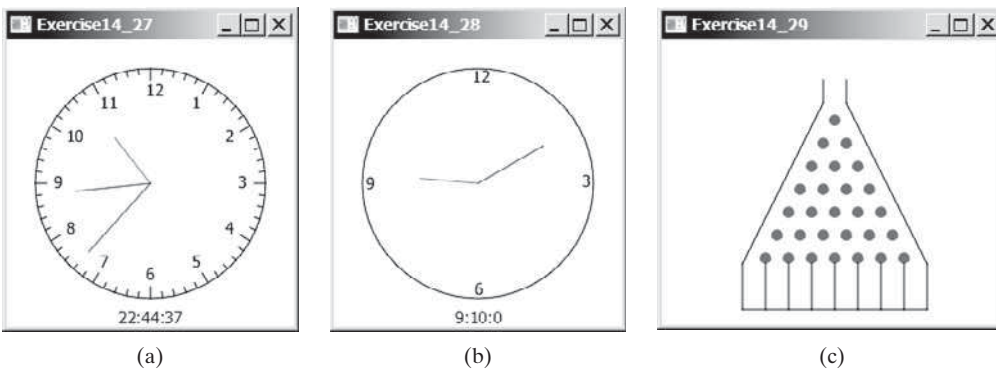 Exercise14_27
12
11 1
10 2
9 3
8 4
7 5
6
22:44:37
(a)
Exercise14_28
12
9 3
6
9:10:0
(b)
Exercise14_29
(c)